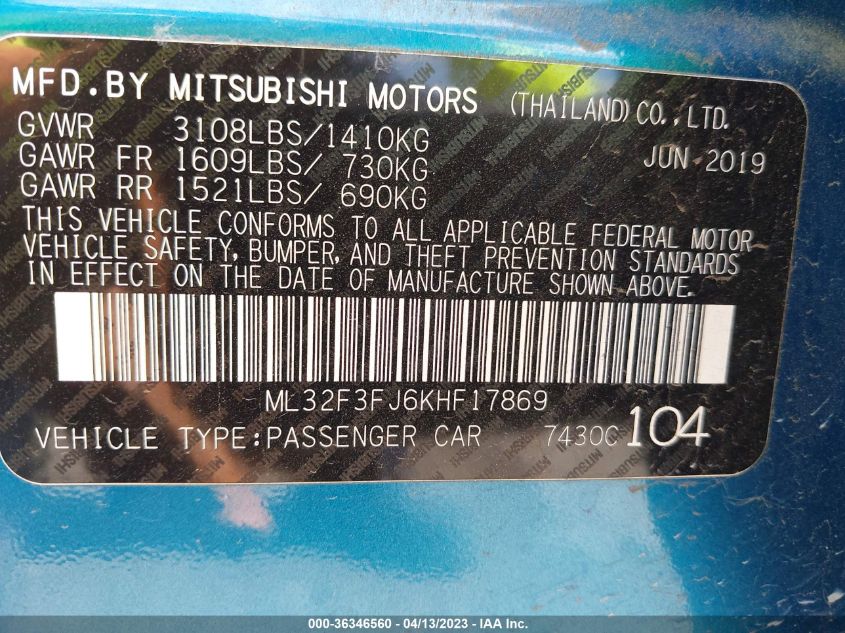 MFD.BY MITSUBISHI MOTORS (THAILAND) CO.,LTD.
GVWR 3108LBS/1410KG JUN 2019
GAWR FR 1609LBS/ 730KG
GAWR RR 1521LBS/ 690KG
THIS VEHICLE CONFORMS TO ALL APPLICABLE FEDERAL MOTOR
VEHICLE SAFETY, BUMPER, AND THEFT PREVENTION STANDARDS
IN EFFECT ON THE DATE OF MANUFACTURE SHOWN ABOVE.
ML32F3FJ6KHF17869
VEHICLE TYPE:PASSENGER CAR 7430C 104
000-36346560 - 04/13/2023 - IAA Inc.